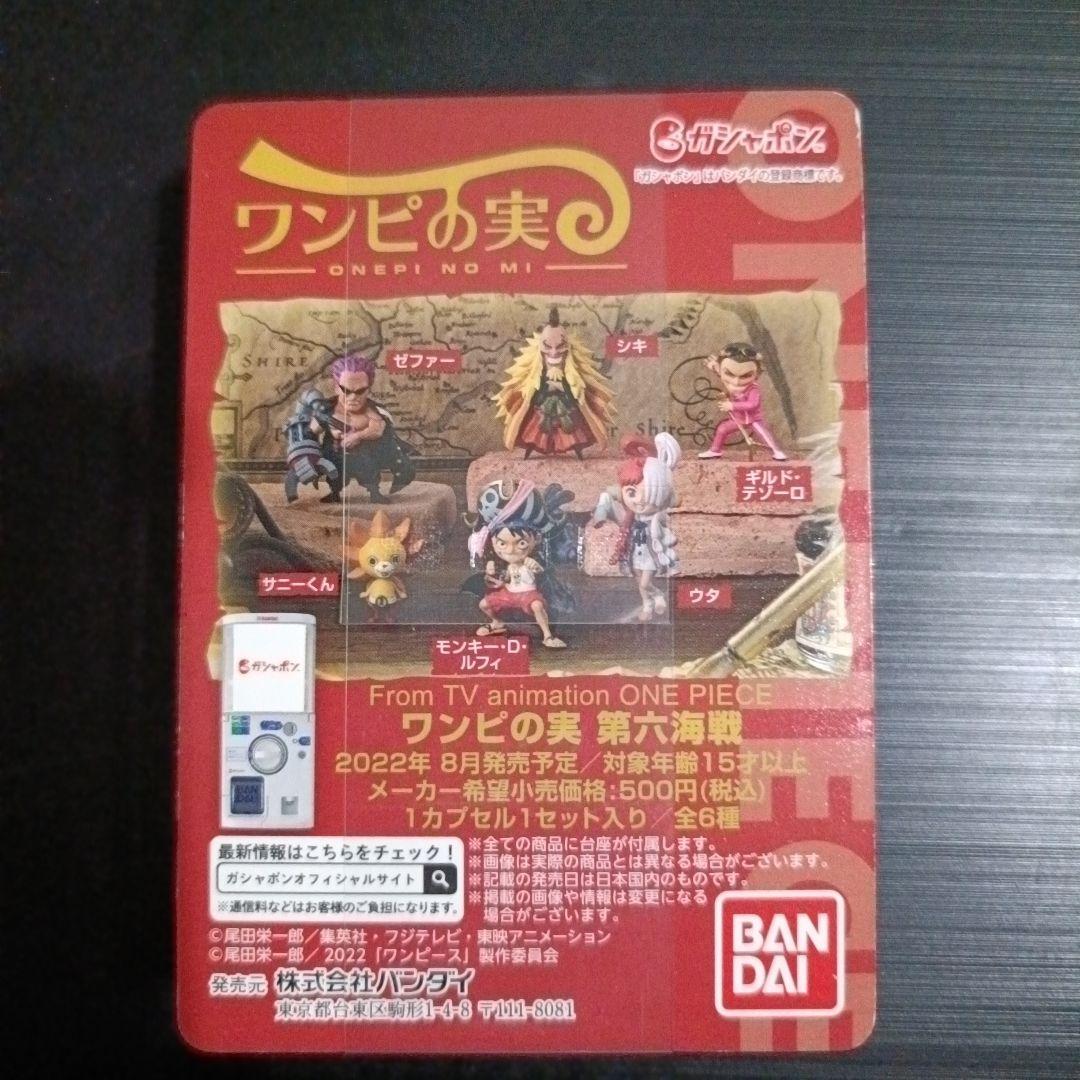 ガシャポン
「ガシャポン」はバンダイの登録商標です。
ワンピの実
ONEPI NO MI
SHIRE
ゼファー
シキ
ギルド・
テゾーロ
サニーくん
モンキー・D・
ルフィ
ウタ
ガシャポン
BAN
DAI
From TV animation ONE PIECE
ワンピの実 第六海戦
2022年 8月発売予定／対象年齢15才以上
メーカー希望小売価格:500円(税込)
1カプセル1セット入り／全6種
最新情報はこちらをチェック!
ガシャポンオフィシャルサイト
※通信料などはお客様のご負担になります。
※全ての商品に台座が付属します。
※画像は実際の商品とは異なる場合がございます。
※記載の発売日は日本国内のものです。
※掲載の画像や情報は変更になる
場合がございます。
©尾田栄一郎／集英社・フジテレビ・東映アニメーション
©尾田栄一郎／2022「ワンピース」製作委員会
発売元 株式会社バンダイ
東京都台東区駒形1-4-8 〒111-8081
BAN
DAI